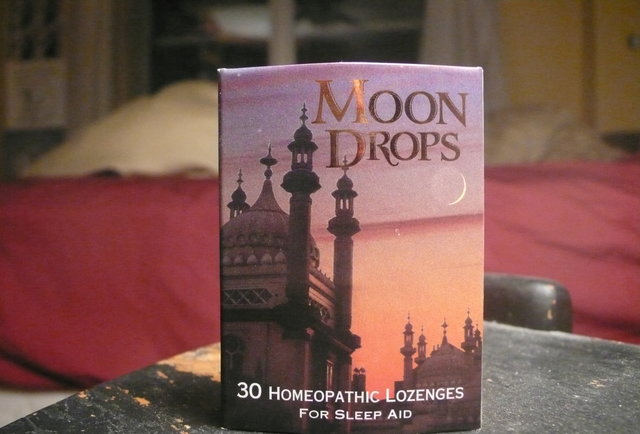 MOON
DROPS
30 HOMEOPATHIC LOZENGES
FOR SLEEP AID